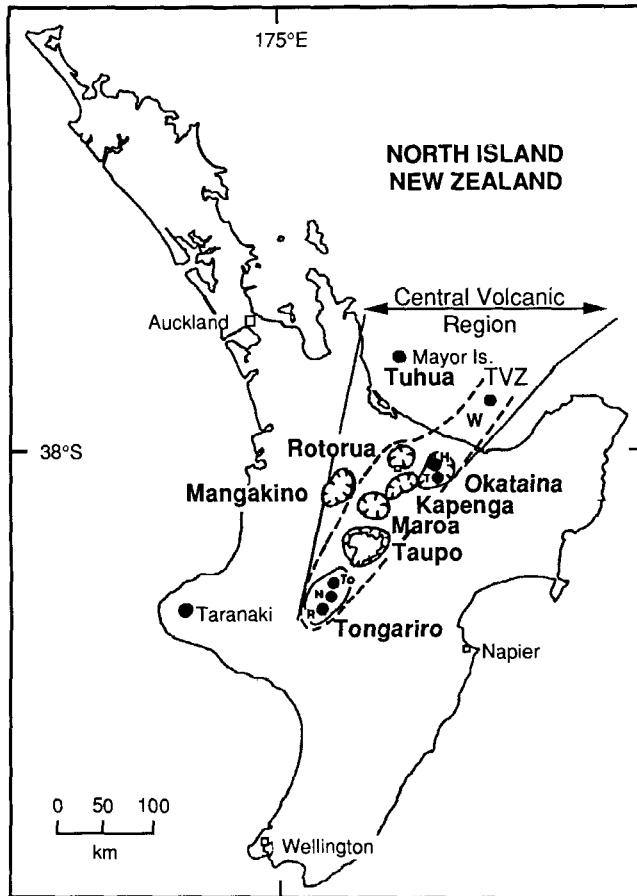 175°E
NORTH ISLAND
NEW ZEALAND
Central Volcanic
Region
Auckland
Mayor Is.
Tuhua
TVZ
W
38°S
Rotorua
H
T
Mangakino
Okataina
Kapenga
Maroa
Taupo
To
N
R
Taranaki
Tongariro
Napier
0 50 100
km
Wellington